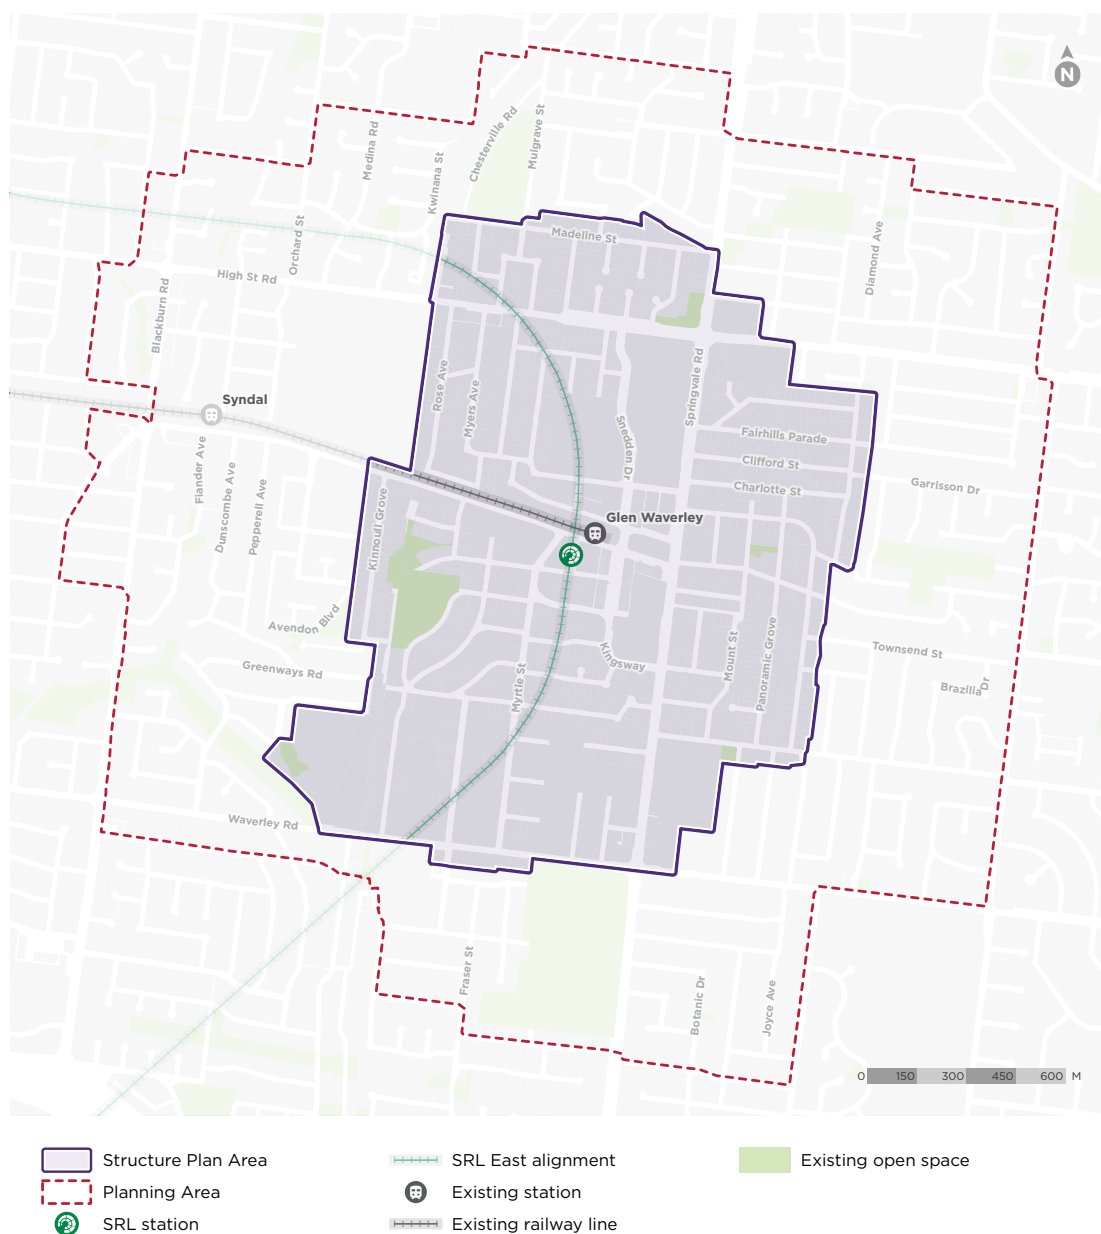 N
Medina Rd
Kwinana St
Chesterville Rd
Mulgrave St
Orchard St
Madeline St
Diamond Ave
High St Rd
Blackburn Rd
Rose Ave
Myers Ave
Springvale Rd
Snedden Dr
Syndal
Fairhills Parade
Clifford St
Charlotte St
Garrisson Dr
Flander Ave
Dunscombe Ave
Pepperell Ave
Kinnoull Grove
Glen Waverley
Avendon Blvd
Greenways Rd
Myrtle St
Kingsway
Mount St
Panoramic Grove
Townsend St
Brazilia Dr
Waverley Rd
Fraser St
Botanic Dr
Joyce Ave
0 150 300 450 600 M
Structure Plan Area
Planning Area
SRL station
SRL East alignment
Existing station
Existing railway line
Existing open space